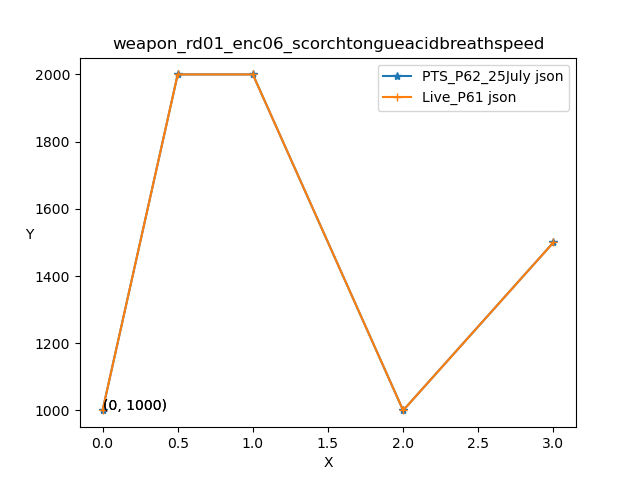 weapon_rd01_enc06_scorchtongueacidbreathspeed
PTS_P62_25July json
Live_P61 json
2000
1800
1600
Y
1400
1200
1000
(0, 1000)
0.0 0.5 1.0 1.5 2.0 2.5 3.0
X